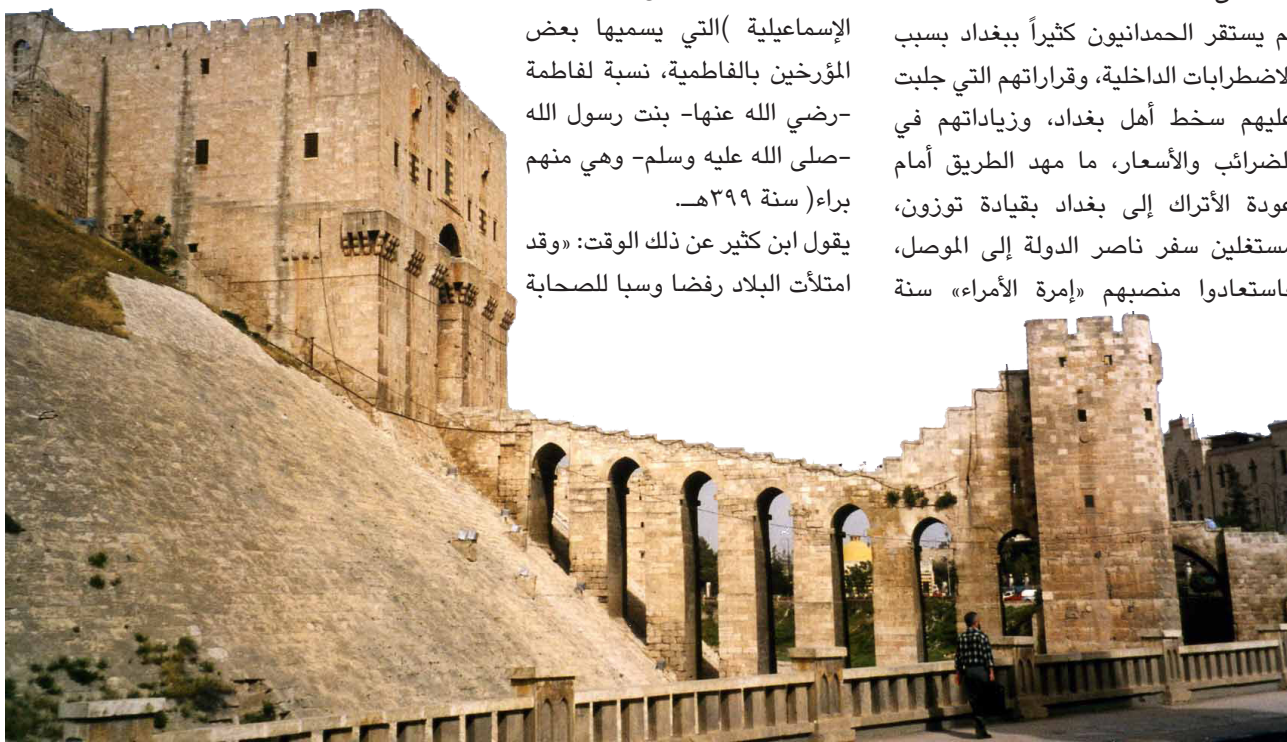 م يستقر الحمدانيون كثيراً ببغداد بسبب
لاضطرابات الداخلية، وقراراتهم التي جلبت
عليهم سخط أهل بغداد، وزياداتهم في
لضرائب والأسعار، ما مهد الطريق أمام
عودة الأتراك إلى بغداد بقيادة توزون،
مستغلين سفر ناصر الدولة إلى الموصل،
فاستعادوا منصبهم «إمرة الأمراء» سنة
الإسماعيلية )التي يسميها بعض
المؤرخين بالفاطمية، نسبة لفاطمة
-رضي الله عنها- بنت رسول الله
-صلى الله عليه وسلم- وهي منهم
براء( سنة ٣٩٩هـ.
يقول ابن كثير عن ذلك الوقت: «وقد
امتلأت البلاد رفضا وسبا للصحابة